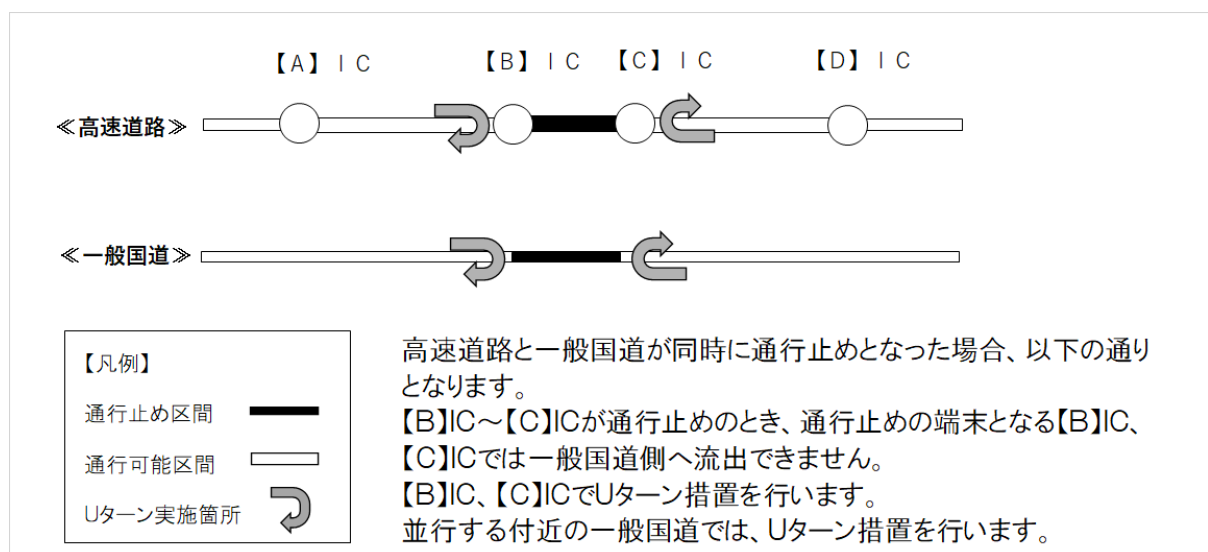 【A】ＩＣ 【B】ＩＣ 【C】ＩＣ 【D】ＩＣ
≪高速道路≫
≪一般国道≫
【凡例】
通行止め区間
通行可能区間
Uターン実施箇所
高速道路と一般国道が同時に通行止めとなった場合、以下の通り
となります。
【B】IC～【C】ICが通行止めのとき、通行止めの端末となる【B】IC、
【C】ICでは一般国道側へ流出できません。
【B】IC、【C】ICでUターン措置を行います。
並行する付近の一般国道では、Uターン措置を行います。